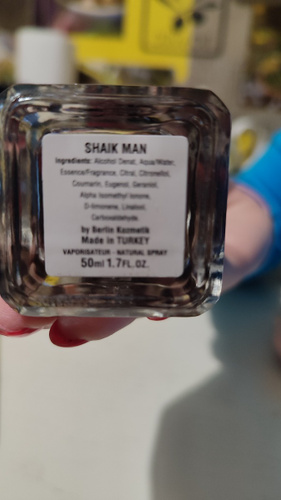 SHAIK MAN
Ingredients: Alcohol Denat, Aqua/Water,
Essence/Fragrance, Citral, Citronellol,
Coumarin, Eugenol, Geraniol,
Alpha Isomethyl Ionone,
D-limonene, Linalool,
Carboxaldehyde.
by Berlin Kozmetik
Made in TURKEY
VAPORISATEUR - NATURAL SPRAY
50ml 1.7FL.OZ.